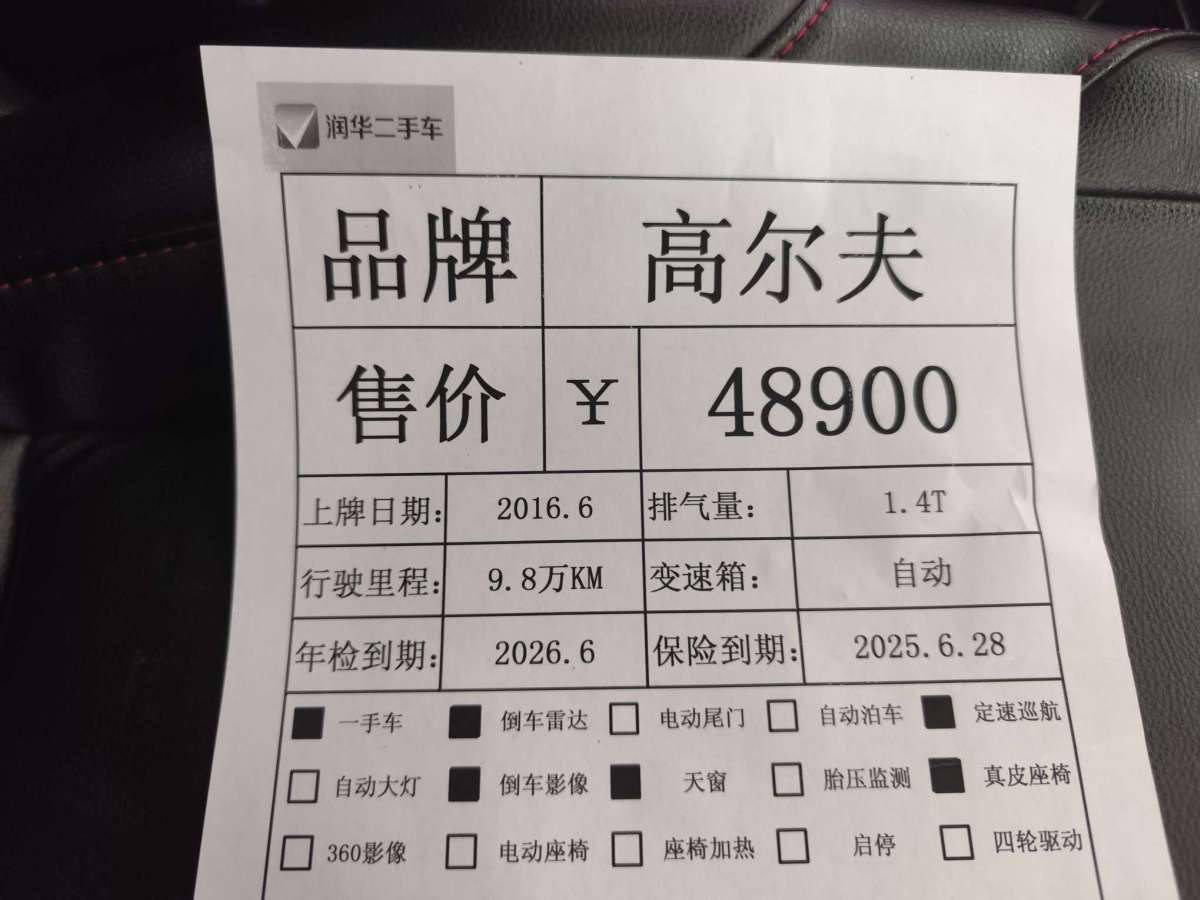 润华二手车
品牌 高尔夫
售价 ¥ 48900
上牌日期: 2016.6 排气量: 1.4T
行驶里程: 9.8万KM 变速箱: 自动
年检到期: 2026.6 保险到期: 2025.6.28
■ 一手车 ■ 倒车雷达 □ 电动尾门 □ 自动泊车 ■ 定速巡航
□ 自动大灯 ■ 倒车影像 ■ 天窗 □ 胎压监测 ■ 真皮座椅
□ 360影像 □ 电动座椅 □ 座椅加热 □ 启停 □ 四轮驱动